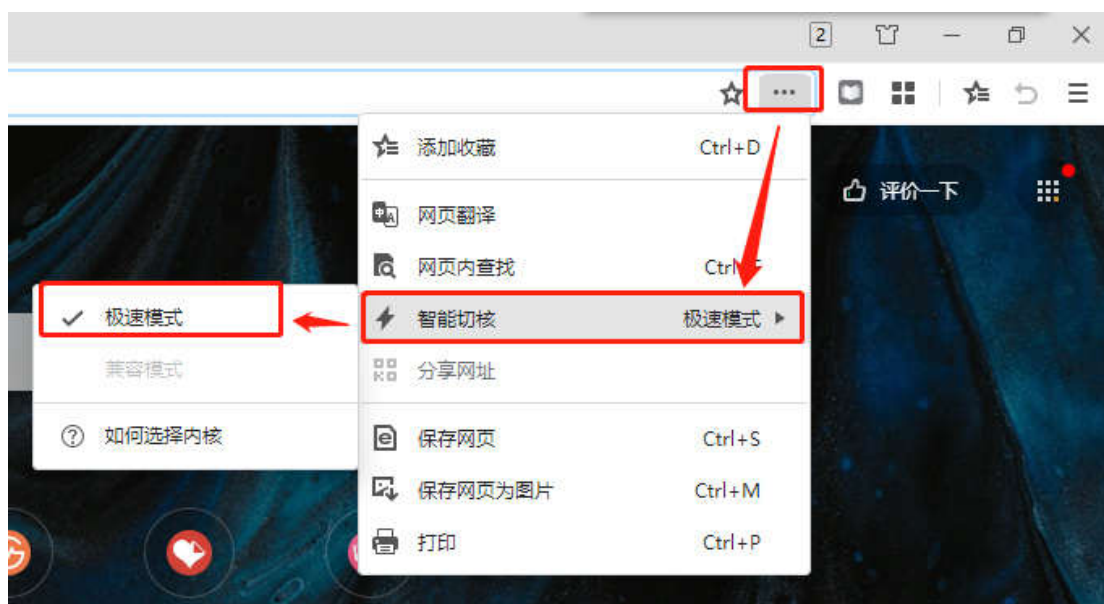 2
添加收藏 Ctrl+D
评价一下
网页翻译
网页内查找 Ctrl
极速模式
智能切核 极速模式
兼容模式
分享网址
如何选择内核
保存网页 Ctrl+S
保存网页为图片 Ctrl+M
打印 Ctrl+P